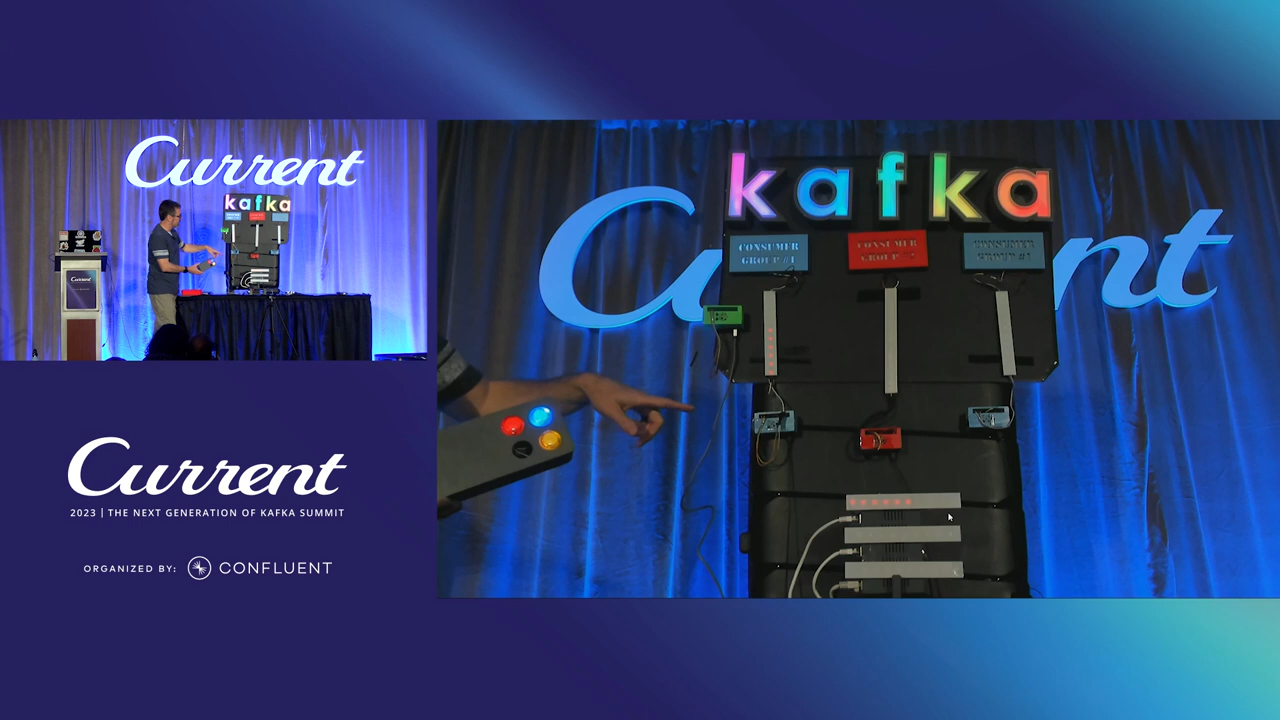 Current
kafka
Current
kafka
CONSUMER
GROUP #1
CONSUMER
GROUP
Current
2023 | THE NEXT GENERATION OF KAFKA SUMMIT
ORGANIZED BY: CONFLUENT